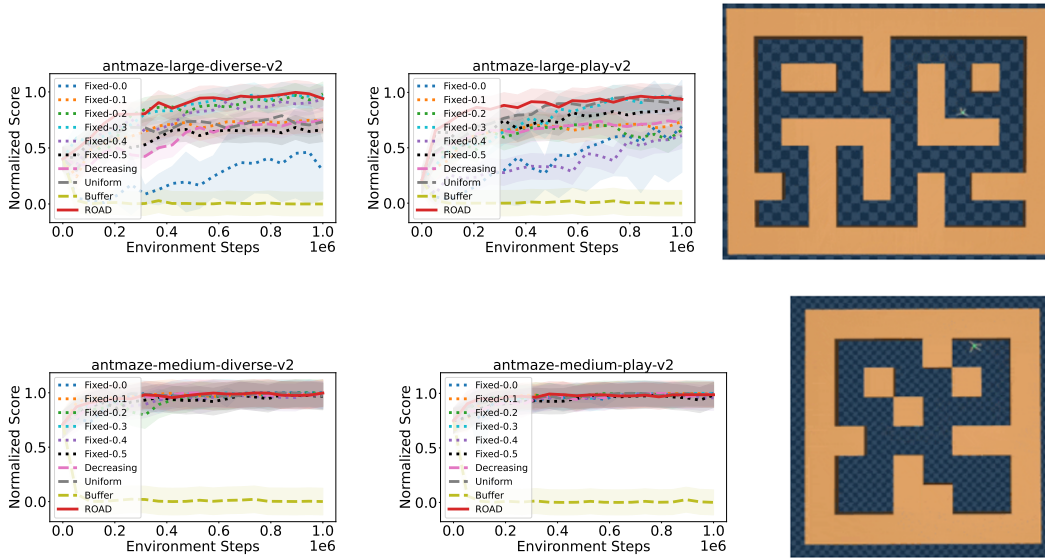 antmaze-large-diverse-v2
Normalized Score
1.0
0.5
0.0
Fixed-0.0
Fixed-0.1
Fixed-0.2
Fixed-0.3
Fixed-0.4
Fixed-0.5
Decreasing
Uniform
Buffer
ROAD
0.0 0.2 0.4 0.6 0.8 1.0
Environment Steps
1e6
antmaze-large-play-v2
Normalized Score
1.0
0.5
0.0
Fixed-0.0
Fixed-0.1
Fixed-0.2
Fixed-0.3
Fixed-0.4
Fixed-0.5
Decreasing
Uniform
Buffer
ROAD
0.0 0.2 0.4 0.6 0.8 1.0
Environment Steps
1e6
antmaze-medium-diverse-v2
Normalized Score
1.0
0.5
0.0
Fixed-0.0
Fixed-0.1
Fixed-0.2
Fixed-0.3
Fixed-0.4
Fixed-0.5
Decreasing
Uniform
Buffer
ROAD
0.0 0.2 0.4 0.6 0.8 1.0
Environment Steps
1e6
antmaze-medium-play-v2
Normalized Score
1.0
0.5
0.0
Fixed-0.0
Fixed-0.1
Fixed-0.2
Fixed-0.3
Fixed-0.4
Fixed-0.5
Decreasing
Uniform
Buffer
ROAD
0.0 0.2 0.4 0.6 0.8 1.0
Environment Steps
1e6